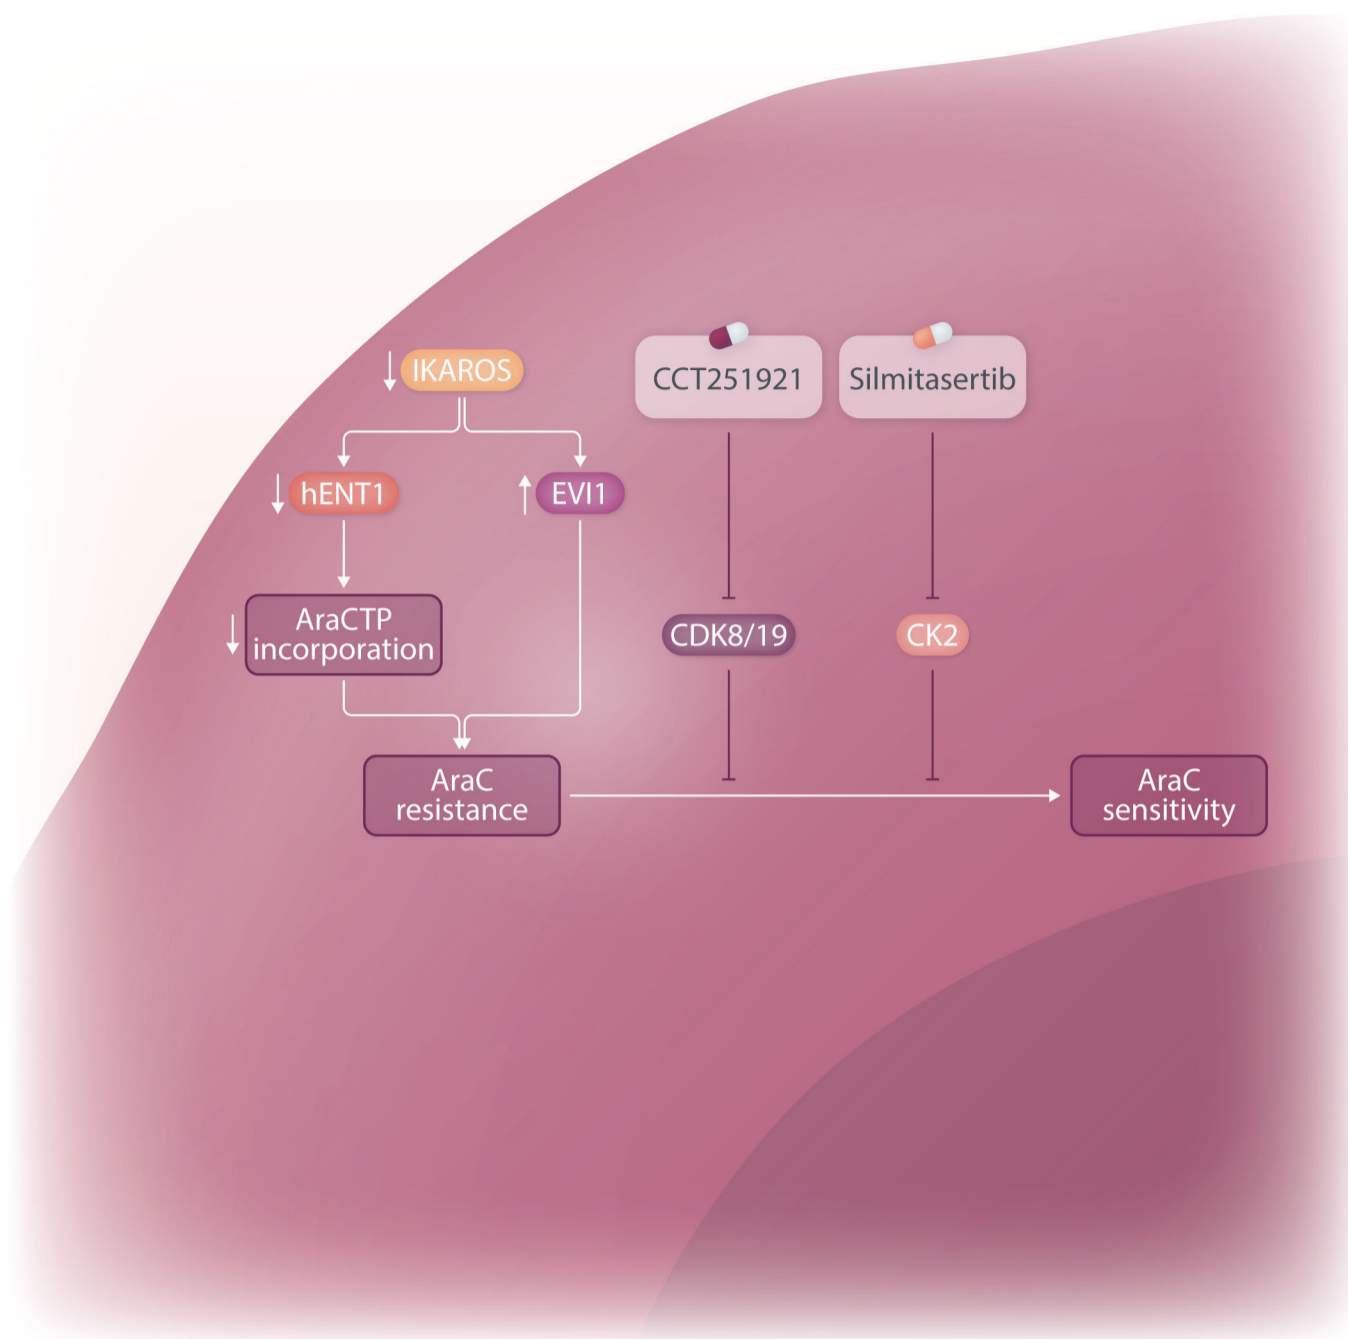 IKAROS
CCT251921
Silmitasertib
hENT1
EVI1
AraCTP
incorporation
CDK8/19
CK2
AraC
resistance
AraC
sensitivity